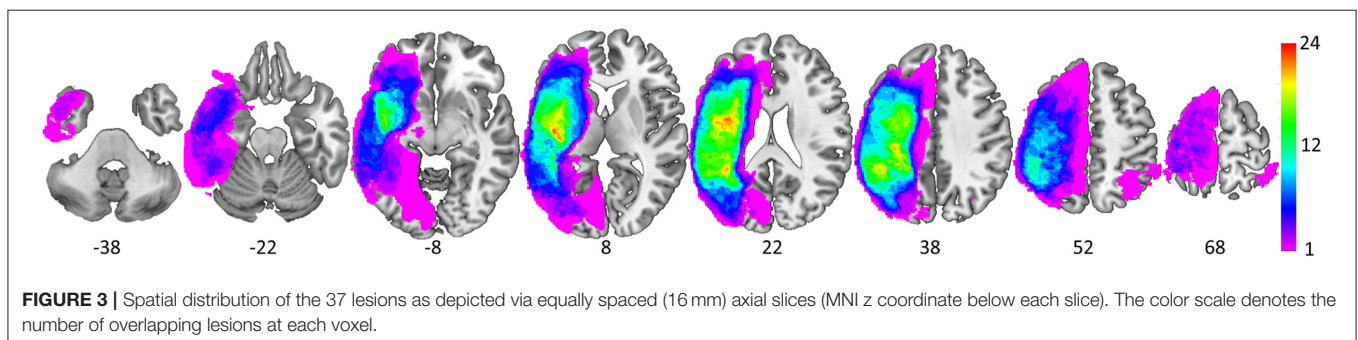 24
12
1
-38 -22 -8 8 22 38 52 68
FIGURE 3 | Spatial distribution of the 37 lesions as depicted via equally spaced (16 mm) axial slices (MNI z coordinate below each slice). The color scale denotes the
number of overlapping lesions at each voxel.